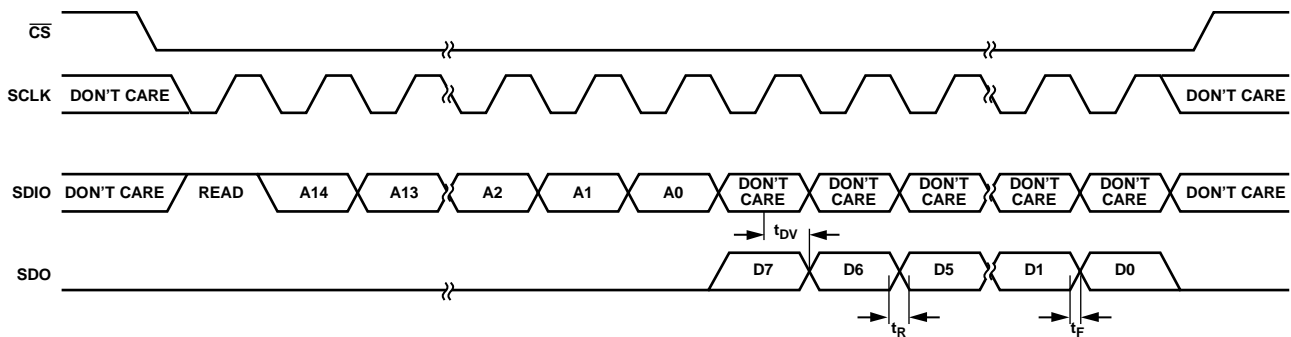 CS
SCLK DON'T CARE DON'T CARE
SDIO DON'T CARE READ A14 A13 A2 A1 A0 DON'T CARE DON'T CARE DON'T CARE DON'T CARE DON'T CARE DON'T CARE
tDV
SDO D7 D6 D5 D1 D0
tR tF